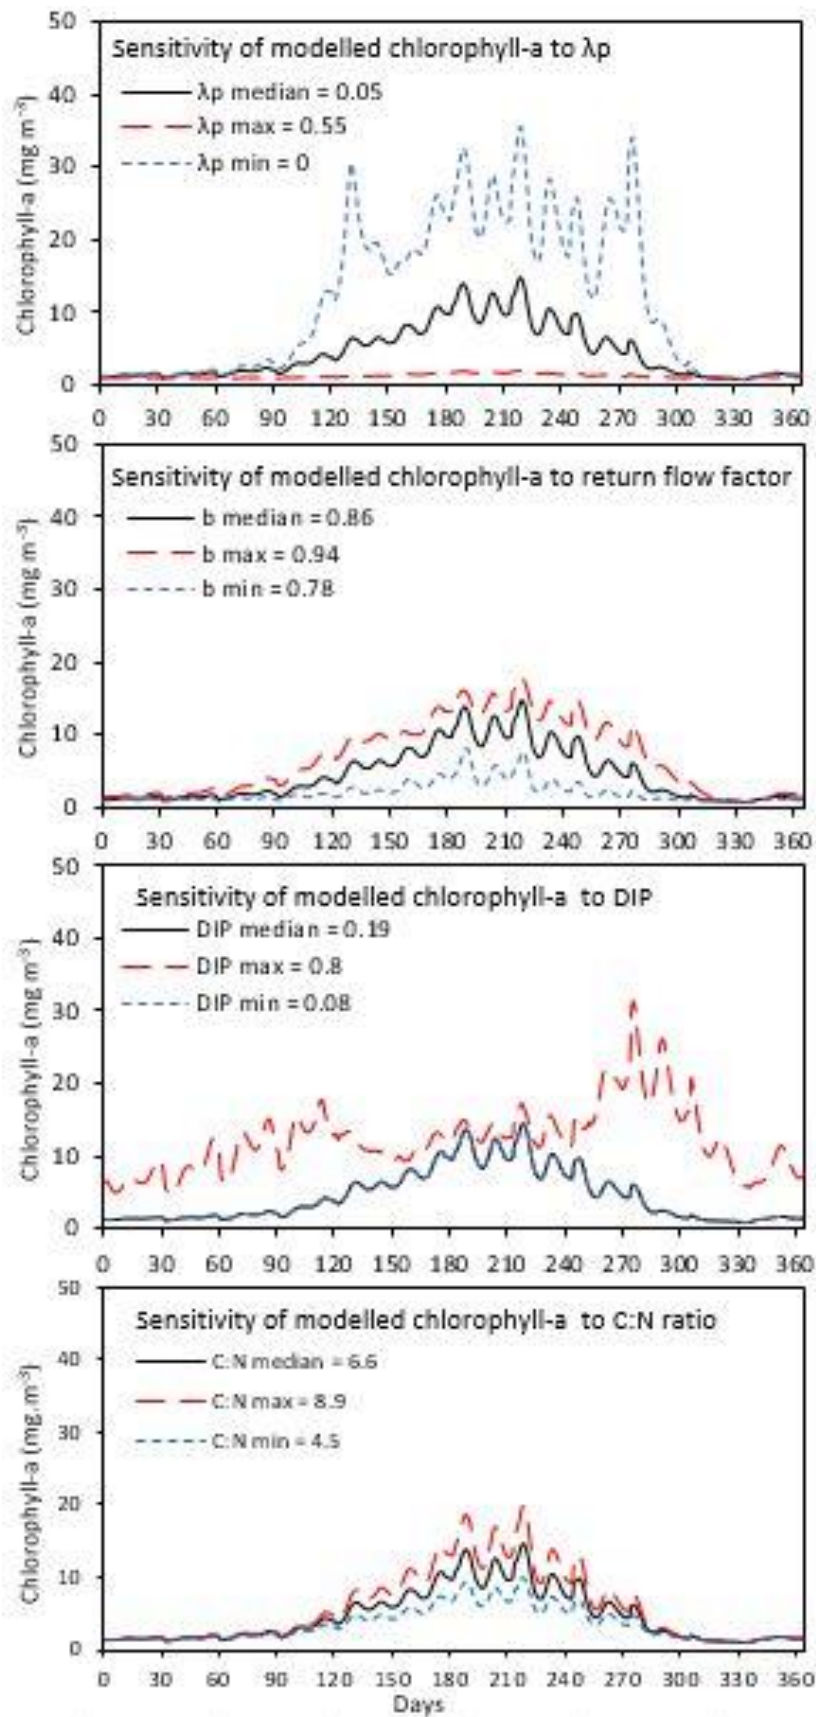 Sensitivity of modelled chlorophyll-a to λp
λp median = 0.05
λp max = 0.55
λp min = 0
Chlorophyll-a (mg m⁻³)
50
40
30
20
10
0
0 30 60 90 120 150 180 210 240 270 300 330 360
Sensitivity of modelled chlorophyll-a to return flow factor
b median = 0.86
b max = 0.94
b min = 0.78
Chlorophyll-a (mg m⁻³)
50
40
30
20
10
0
0 30 60 90 120 150 180 210 240 270 300 330 360
Sensitivity of modelled chlorophyll-a to DIP
DIP median = 0.19
DIP max = 0.8
DIP min = 0.08
Chlorophyll-a (mg m⁻³)
50
40
30
20
10
0
0 30 60 90 120 150 180 210 240 270 300 330 360
Sensitivity of modelled chlorophyll-a to C:N ratio
C:N median = 6.6
C:N max = 8.9
C:N min = 4.5
Chlorophyll-a (mg.m⁻³)
50
40
30
20
10
0
0 30 60 90 120 150 180 210 240 270 300 330 360
Days